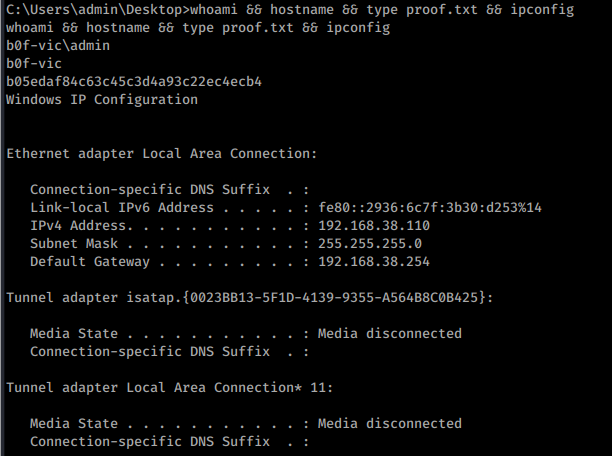 C:\Users\admin\Desktop>whoami && hostname && type proof.txt && ipconfig
whoami && hostname && type proof.txt && ipconfig
b0f-vic\admin
b0f-vic
b05edaf84c63c45c3d4a93c22ec4ecb4
Windows IP Configuration
Ethernet adapter Local Area Connection:
Connection-specific DNS Suffix  . :
Link-local IPv6 Address . . . . . : fe80::2936:6c7f:3b30:d253%14
IPv4 Address. . . . . . . . . . . : 192.168.38.110
Subnet Mask . . . . . . . . . . . : 255.255.255.0
Default Gateway . . . . . . . . . : 192.168.38.254
Tunnel adapter isatap.{0023BB13-5F1D-4139-9355-A564B8C0B425}:
Media State . . . . . . . . . . . : Media disconnected
Connection-specific DNS Suffix  . :
Tunnel adapter Local Area Connection* 11:
Media State . . . . . . . . . . . : Media disconnected
Connection-specific DNS Suffix  . :